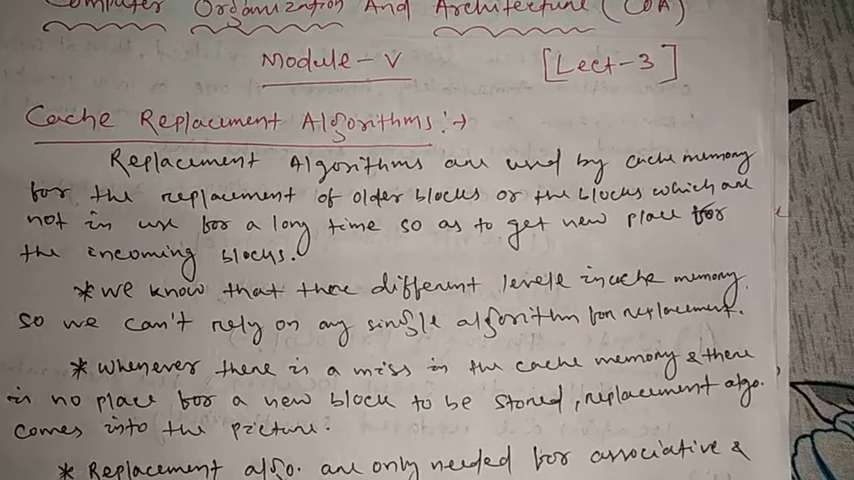 Computer Organization And Architecture (COA)
Module - V [Lect-3]
Cache Replacement Algorithms :→
Replacement Algorithms are used by cache memory
for the replacement of older blocks or the blocks which are
not in use for a long time so as to get new place for
the incoming blocks.
* we know that there different levels in cache memory,
so we can't rely on any single algorithm for replacement.
* whenever there is a miss in the cache memory & there
is no place for a new block to be stored, replacement algo.
comes into the picture.
* Replacement algo. are only needed for associative &